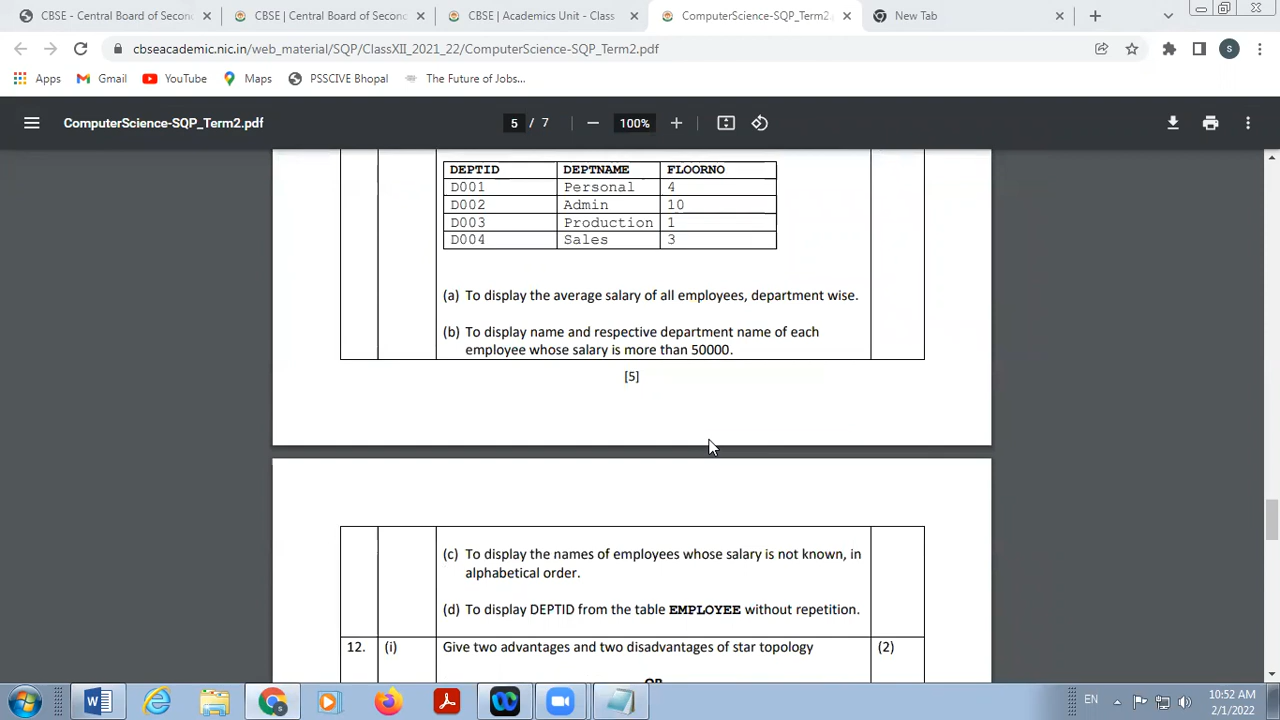 CBSE - Central Board of Second
CBSE | Central Board of Second
CBSE | Academics Unit - Class
ComputerScience-SQP_Term2.p
New Tab
cbseacademic.nic.in/web_material/SQP/ClassXII_2021_22/ComputerScience-SQP_Term2.pdf
S
Apps
Gmail
YouTube
Maps
PSSCIVE Bhopal
The Future of Jobs...
ComputerScience-SQP_Term2.pdf
5 / 7
100%
DEPTID DEPTNAME FLOORNO
D001 Personal 4
D002 Admin 10
D003 Production 1
D004 Sales 3
(a) To display the average salary of all employees, department wise.
(b) To display name and respective department name of each
employee whose salary is more than 50000.
[5]
(c) To display the names of employees whose salary is not known, in
alphabetical order.
(d) To display DEPTID from the table EMPLOYEE without repetition.
12. (i) Give two advantages and two disadvantages of star topology (2)
OR
EN
10:52 AM
2/1/2022